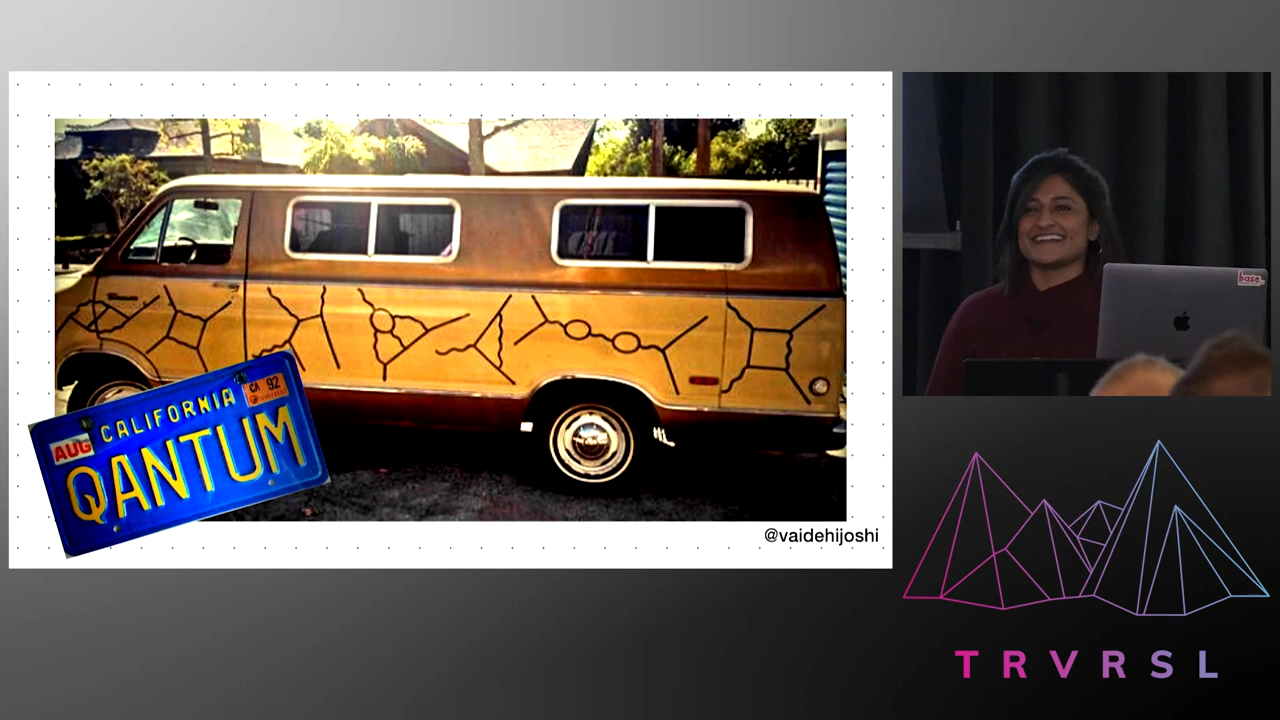 CALIFORNIA
CA 92
AUG
QANTUM
@vaidehijoshi
base
TRVRSL